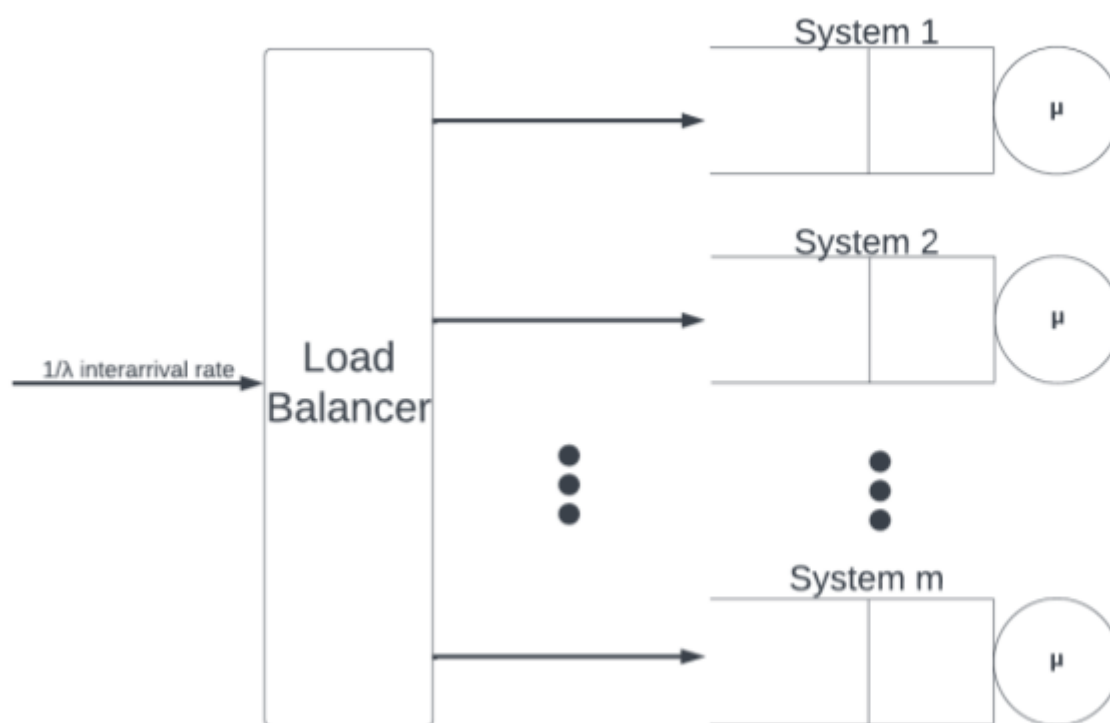 System 1
μ
System 2
μ
1/λ interarrival rate
Load
Balancer
System m
μ